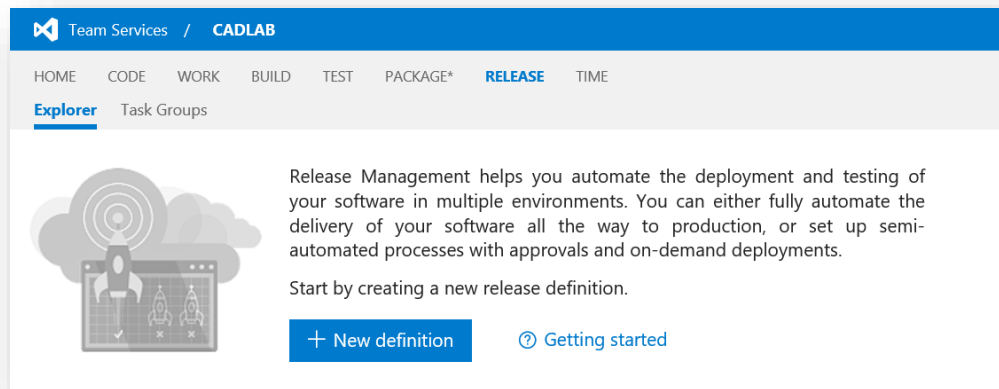 Team Services / CADLAB
HOME CODE WORK BUILD TEST PACKAGE* RELEASE TIME
Explorer Task Groups
Release Management helps you automate the deployment and testing of
your software in multiple environments. You can either fully automate the
delivery of your software all the way to production, or set up semi-
automated processes with approvals and on-demand deployments.
Start by creating a new release definition.
+ New definition ? Getting started